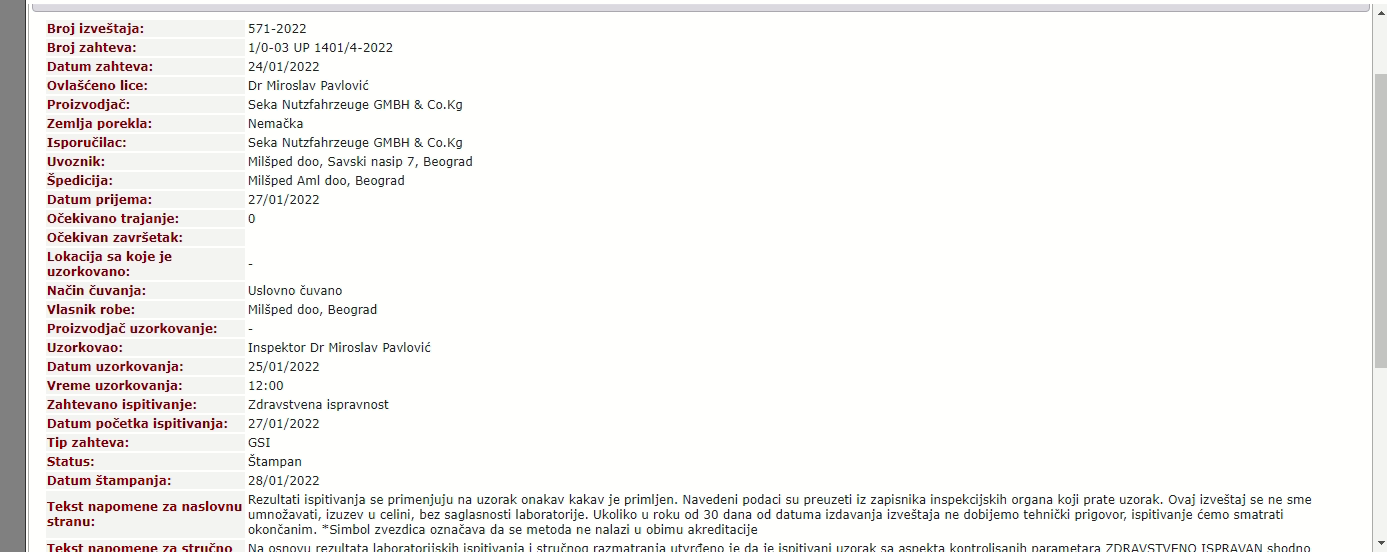 Broj izveštaja: 571-2022
Broj zahteva: 1/0-03 UP 1401/4-2022
Datum zahteva: 24/01/2022
Ovlašćeno lice: Dr Miroslav Pavlović
Proizvodjač: Seka Nutzfahrzeuge GMBH & Co.Kg
Zemlja porekla: Nemačka
Isporučilac: Seka Nutzfahrzeuge GMBH & Co.Kg
Uvoznik: Milšped doo, Savski nasip 7, Beograd
Špedicija: Milšped Aml doo, Beograd
Datum prijema: 27/01/2022
Očekivano trajanje: 0
Očekivan završetak:
Lokacija sa koje je
uzorkovano: -
Način čuvanja: Uslovno čuvano
Vlasnik robe: Milšped doo, Beograd
Proizvodjač uzorkovanje: -
Uzorkovao: Inspektor Dr Miroslav Pavlović
Datum uzorkovanja: 25/01/2022
Vreme uzorkovanja: 12:00
Zahtevano ispitivanje: Zdravstvena ispravnost
Datum početka ispitivanja: 27/01/2022
Tip zahteva: GSI
Status: Štampan
Datum štampanja: 28/01/2022
Tekst napomene za naslovnu
stranu:
Rezultati ispitivanja se primenjuju na uzorak onakav kakav je primljen. Navedeni podaci su preuzeti iz zapisnika inspekcijskih organa koji prate uzorak. Ovaj izveštaj se ne sme
umnožavati, izuzev u celini, bez saglasnosti laboratorije. Ukoliko u roku od 30 dana od datuma izdavanja izveštaja ne dobijemo tehnički prigovor, ispitivanje ćemo smatrati
okončanim. *Simbol zvezdica označava da se metoda ne nalazi u obimu akreditacije
Tekst napomene za stručno
Na osnovu rezultata laboratorijskih ispitivanja i stručnog razmatranja utvrđeno je da je ispitivani uzorak sa aspekta kontrolisanih parametara ZDRAVSTVENO ISPRAVAN shodno